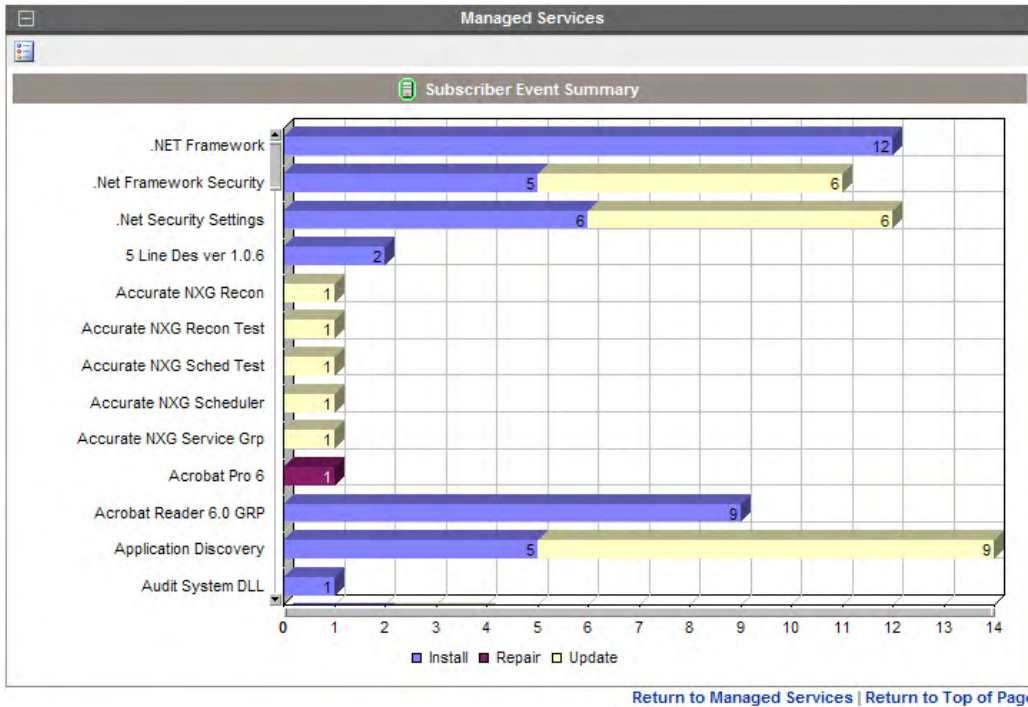 Managed Services
Subscriber Event Summary
.NET Framework
12
.Net Framework Security
5
6
.Net Security Settings
6
6
5 Line Des ver 1.0.6
2
Accurate NXG Recon
1
Accurate NXG Recon Test
1
Accurate NXG Sched Test
1
Accurate NXG Scheduler
1
Accurate NXG Service Grp
1
Acrobat Pro 6
1
Acrobat Reader 6.0 GRP
9
Application Discovery
5
9
Audit System DLL
1
0 1 2 3 4 5 6 7 8 9 10 11 12 13 14
Install Repair Update
Return to Managed Services | Return to Top of Page